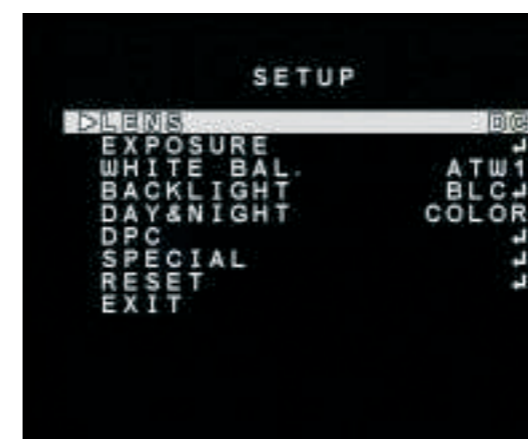 SETUP
▷LENS DC
EXPOSURE ↲
WHITE BAL. ATW1
BACKLIGHT BLC↲
DAY&NIGHT COLOR
DPC ↲
SPECIAL ↲
RESET ↲
EXIT